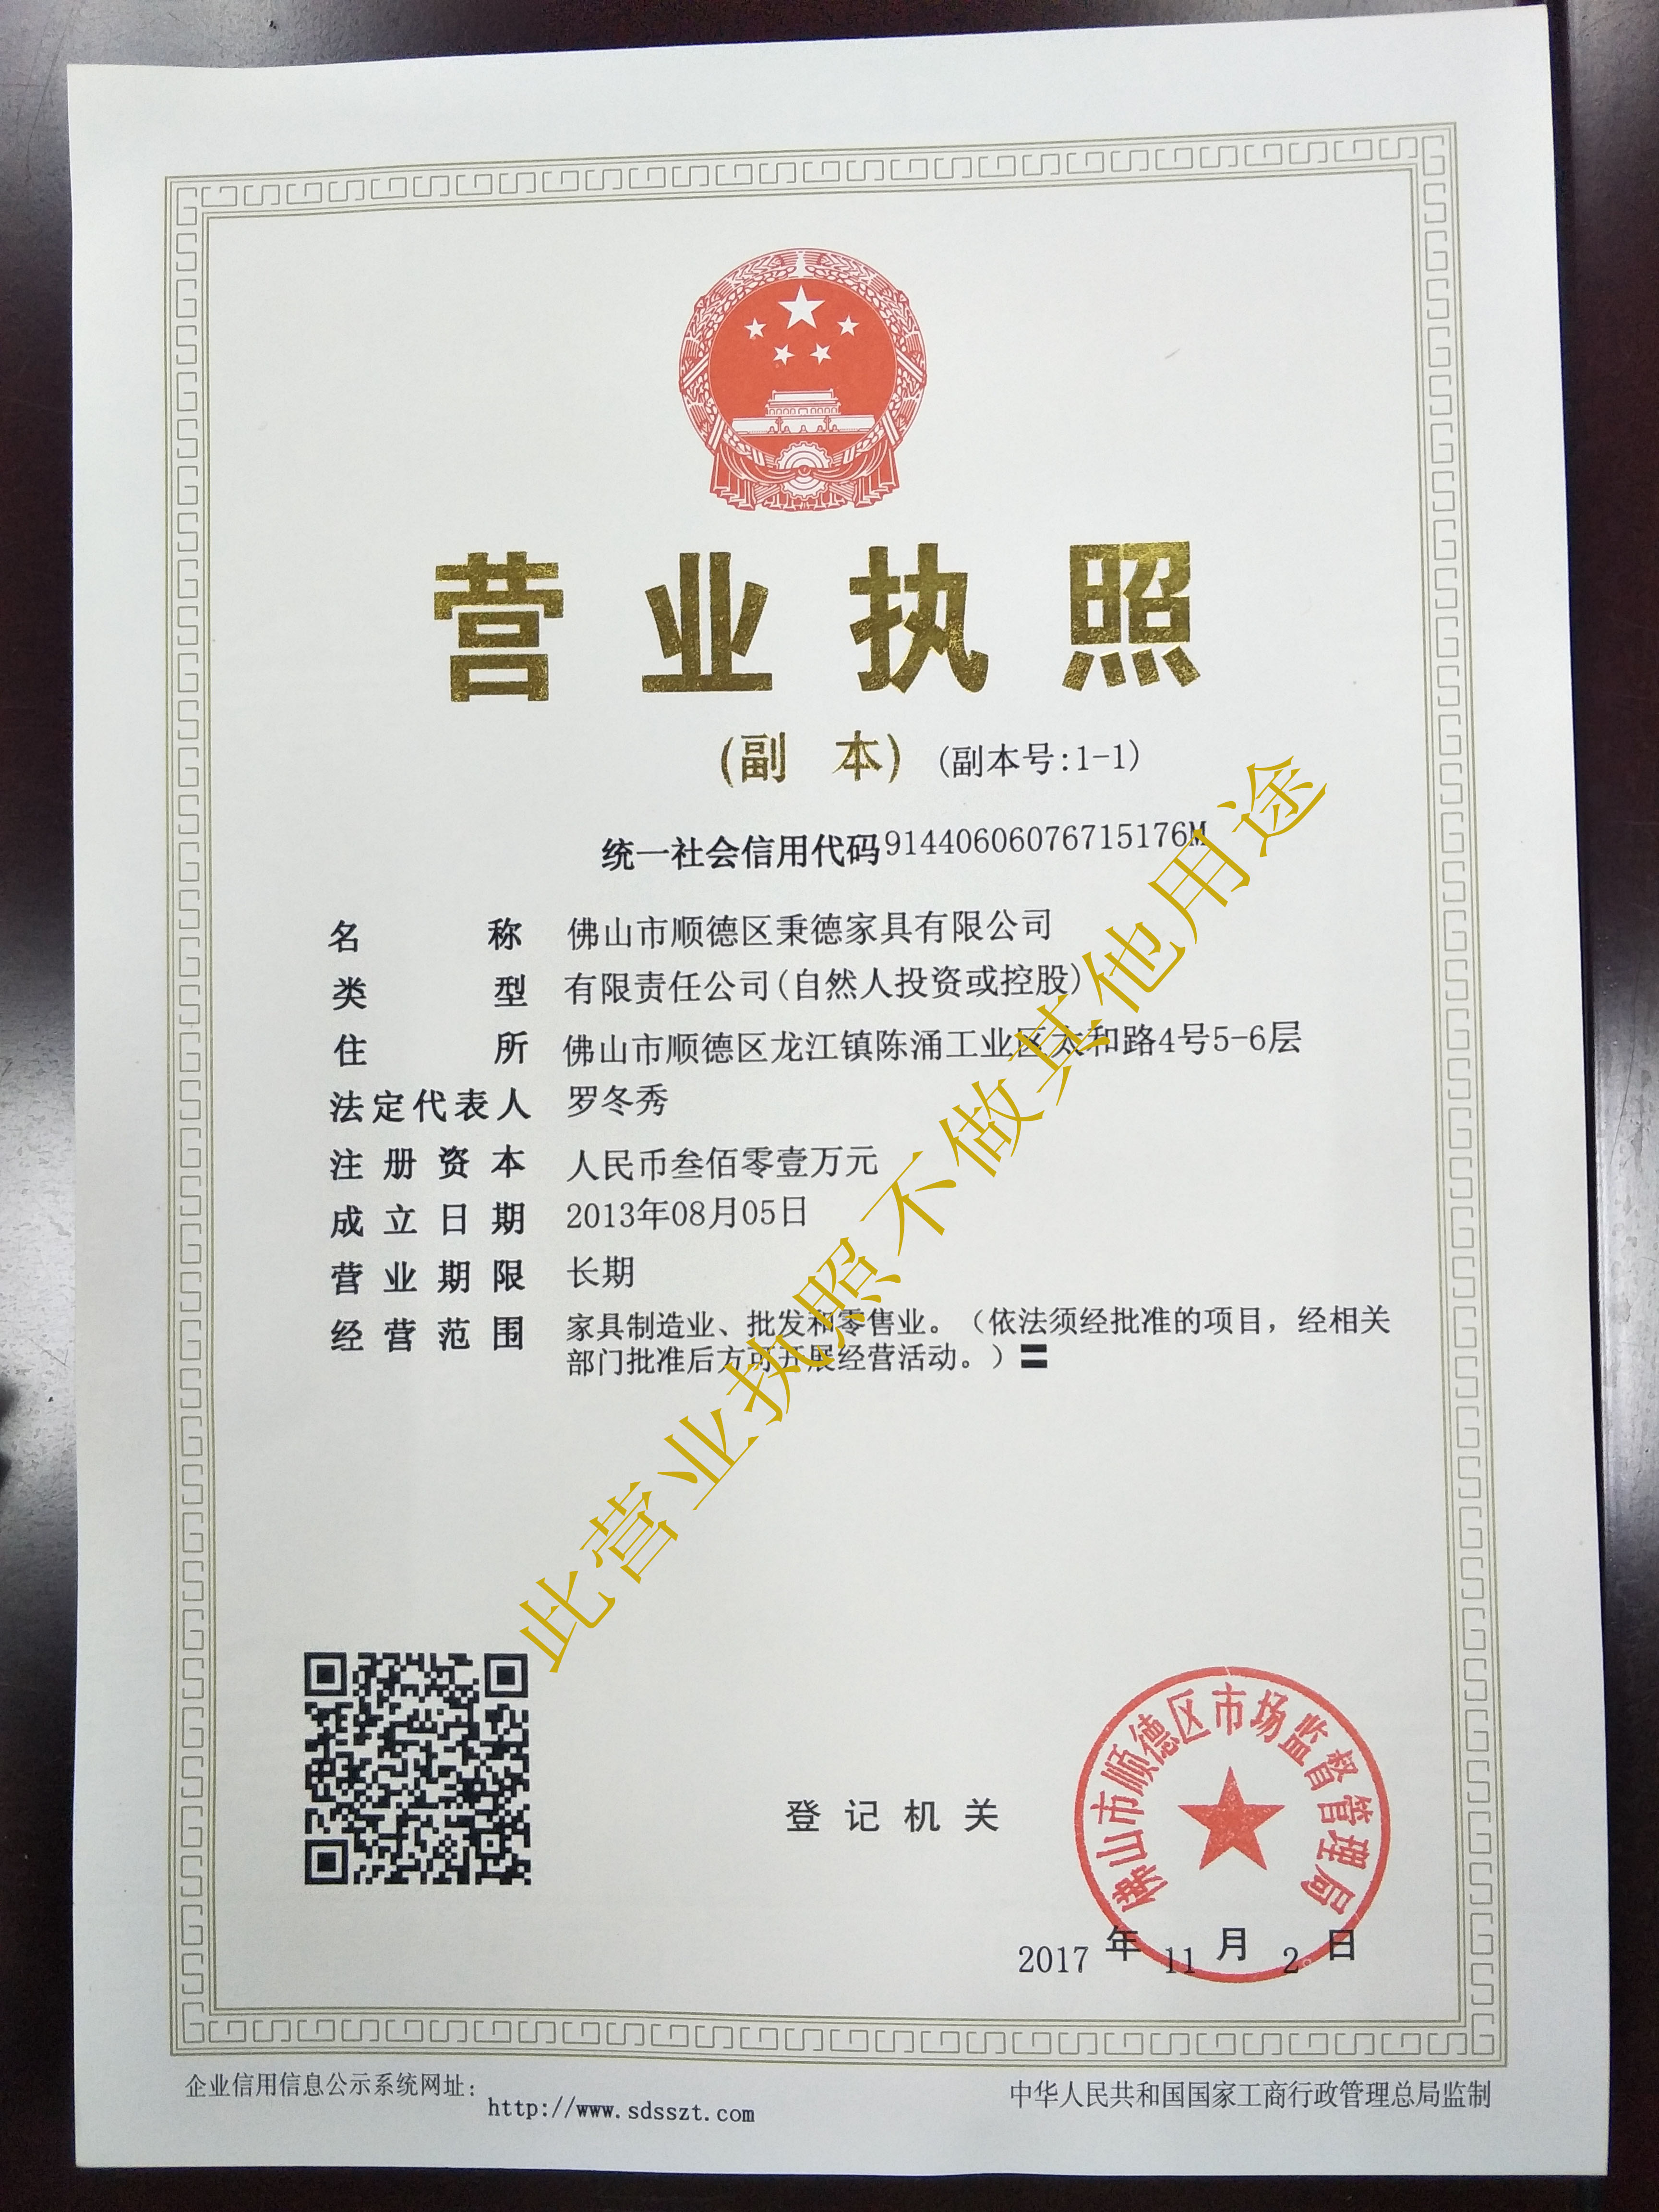 营业执照
(副 本) (副本号:1-1)
统一社会信用代码91440606076715176M
名称 佛山市顺德区秉德家具有限公司
类型 有限责任公司(自然人投资或控股)
住所 佛山市顺德区龙江镇陈涌工业区太和路4号5-6层
法定代表人 罗冬秀
注册资本 人民币叁佰零壹万元
成立日期 2013年08月05日
营业期限 长期
经营范围 家具制造业、批发和零售业。（依法须经批准的项目，经相关
部门批准后方可开展经营活动。）〓
此营业执照不做其他用途
登记机关
佛山市顺德区市场监督管理局
2017 年 11 月 2 日
企业信用信息公示系统网址：
http://www.sdsszt.com
中华人民共和国国家工商行政管理总局监制